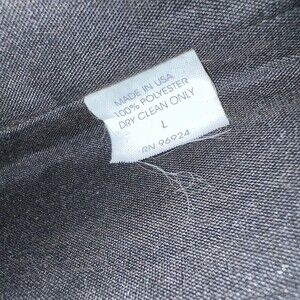 MADE IN USA
100% POLYESTER
DRY CLEAN ONLY
L
RN 96924